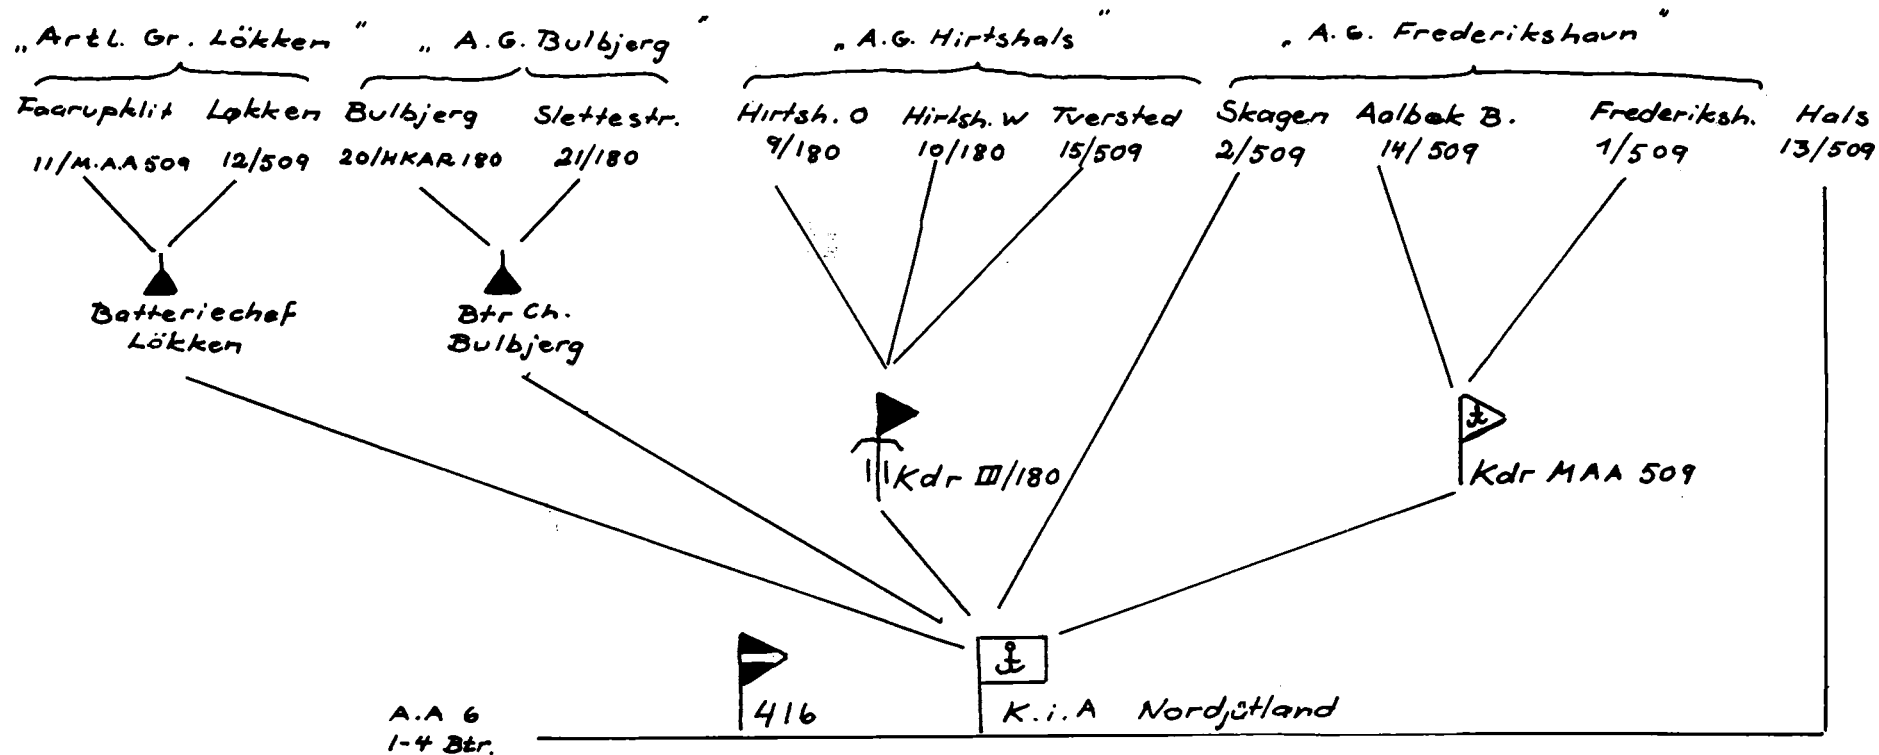 „Artl. Gr. Lökken” „A.G. Bulbjerg” „A.G. Hirtshals” „A.G. Frederikshavn”
Faarupklit Løkken Bulbjerg Slettestr. Hirtsh. O Hirtsh. W Tversted Skagen Aalbæk B. Frederiksh. Hals
11/M.A.A 509 12/509 20/HKAR 180 21/180 9/180 10/180 15/509 2/509 14/509 1/509 13/509
Batteriechef
Lökken
Btr Ch.
Bulbjerg
Kdr III/180
Kdr MAA 509
416
K.i.A Nordjütland
A.A 6
1-4 Btr.